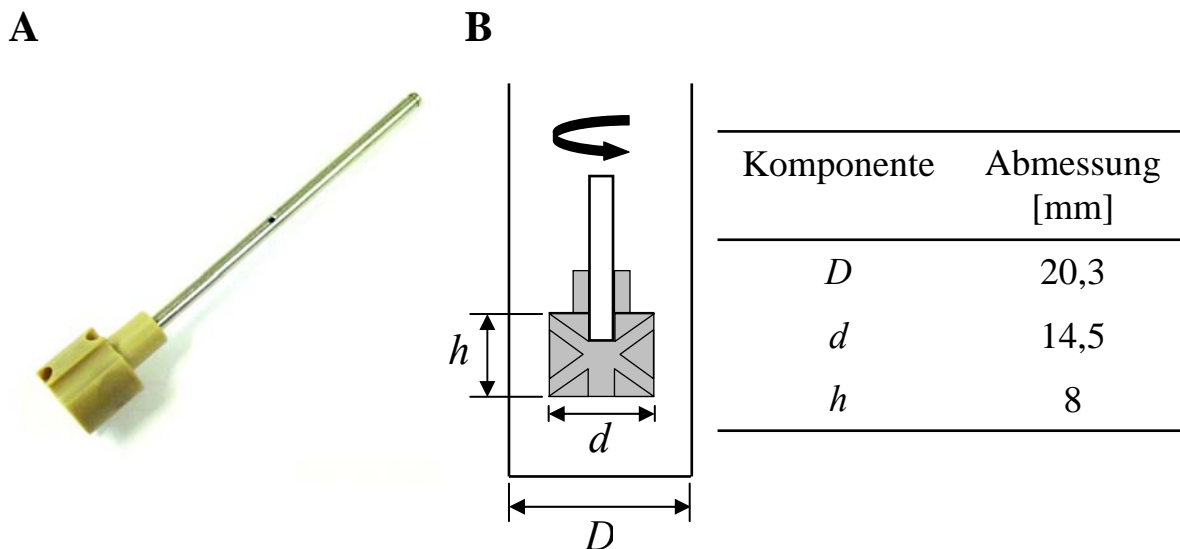 A
B
h
d
D
Komponente Abmessung
[mm]
D 20,3
d 14,5
h 8